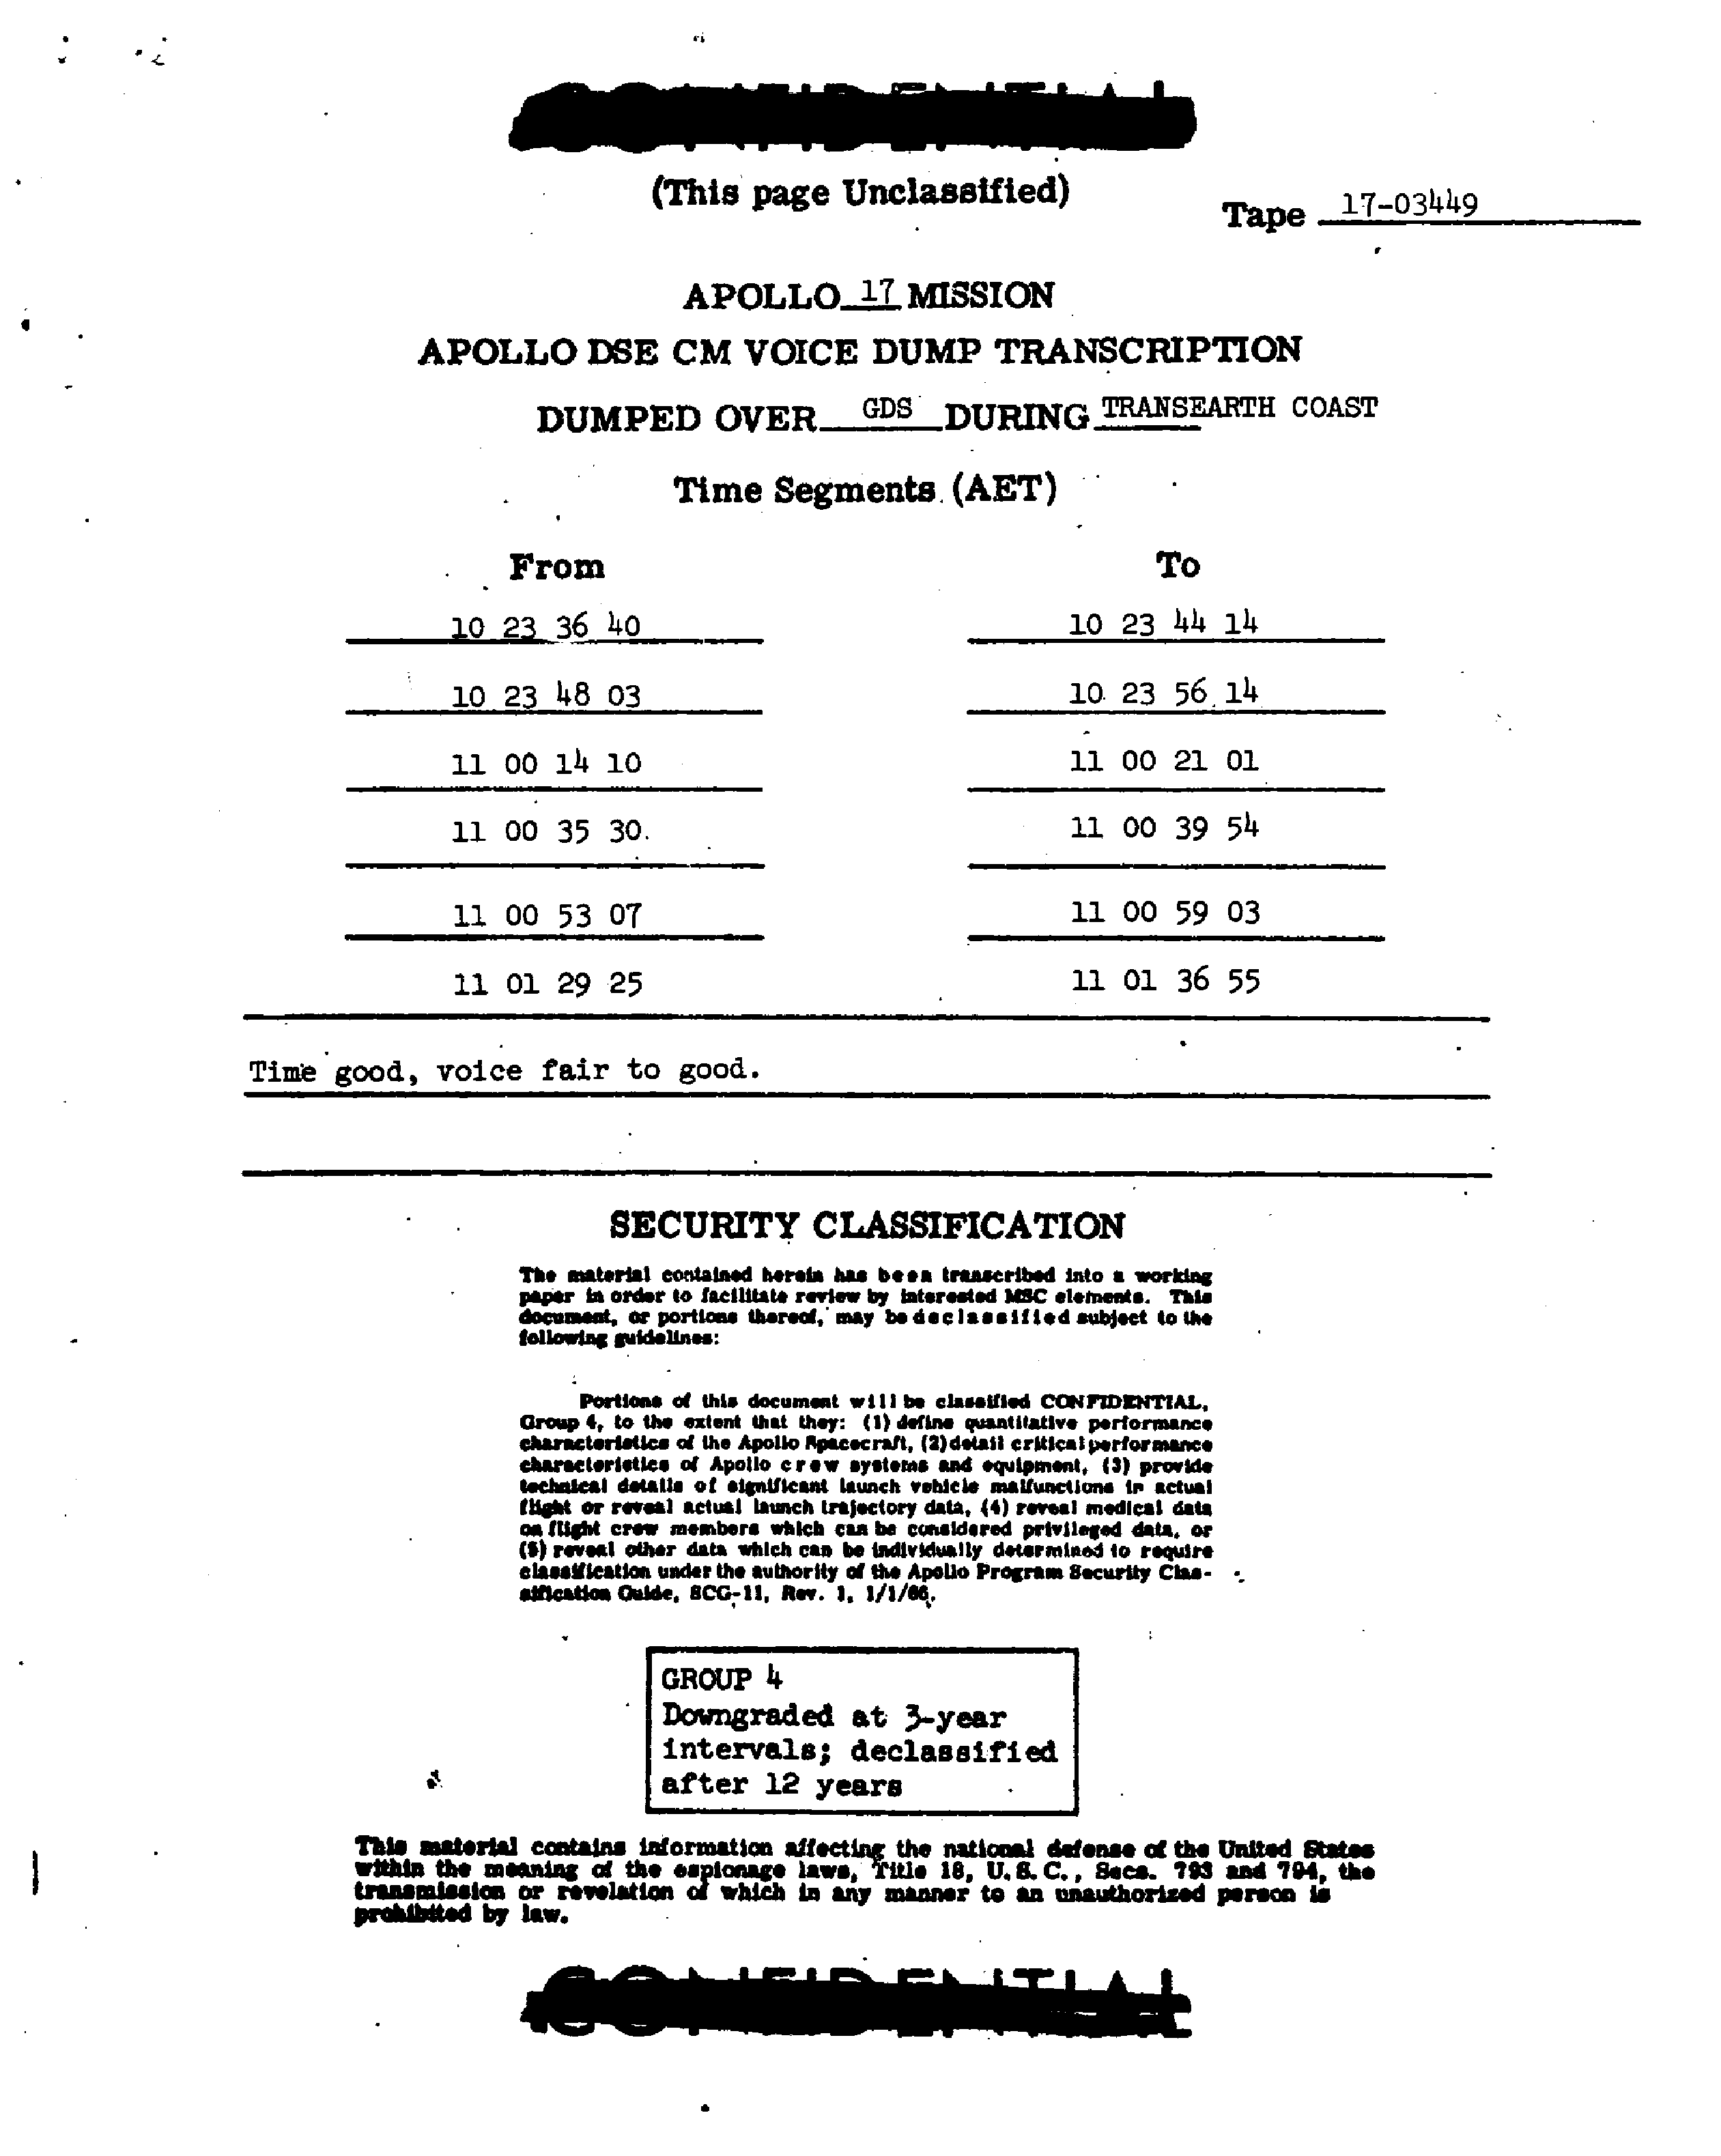 CONFIDENTIAL
(This page Unclassified)
Tape 17-03449
APOLLO 17 MISSION
APOLLO DSE CM VOICE DUMP TRANSCRIPTION
DUMPED OVER GDS DURING TRANSEARTH COAST
Time Segments (AET)
From To
10 23 36 40 10 23 44 14
10 23 48 03 10 23 56 14
11 00 14 10 11 00 21 01
11 00 35 30 11 00 39 54
11 00 53 07 11 00 59 03
11 01 29 25 11 01 36 55
Time good, voice fair to good.
SECURITY CLASSIFICATION
The material contained herein has been transcribed into a working
paper in order to facilitate review by interested MSC elements. This
document, or portions thereof, may be declassified subject to the
following guidelines:
Portions of this document will be classified CONFIDENTIAL,
Group 4, to the extent that they: (1) define quantitative performance
characteristics of the Apollo Spacecraft, (2) detail critical performance
characteristics of Apollo crew systems and equipment, (3) provide
technical details of significant launch vehicle malfunctions in actual
flight or reveal actual launch trajectory data, (4) reveal medical data
on flight crew members which can be considered privileged data, or
(5) reveal other data which can be individually determined to require
classification under the authority of the Apollo Program Security Clas-
sification Guide, SCG-11, Rev. 1, 1/1/66.
GROUP 4
Downgraded at 3-year
intervals; declassified
after 12 years
This material contains information affecting the national defense of the United States
within the meaning of the espionage laws, Title 18, U.S.C., Secs. 793 and 794, the
transmission or revelation of which in any manner to an unauthorized person is
prohibited by law.
CONFIDENTIAL